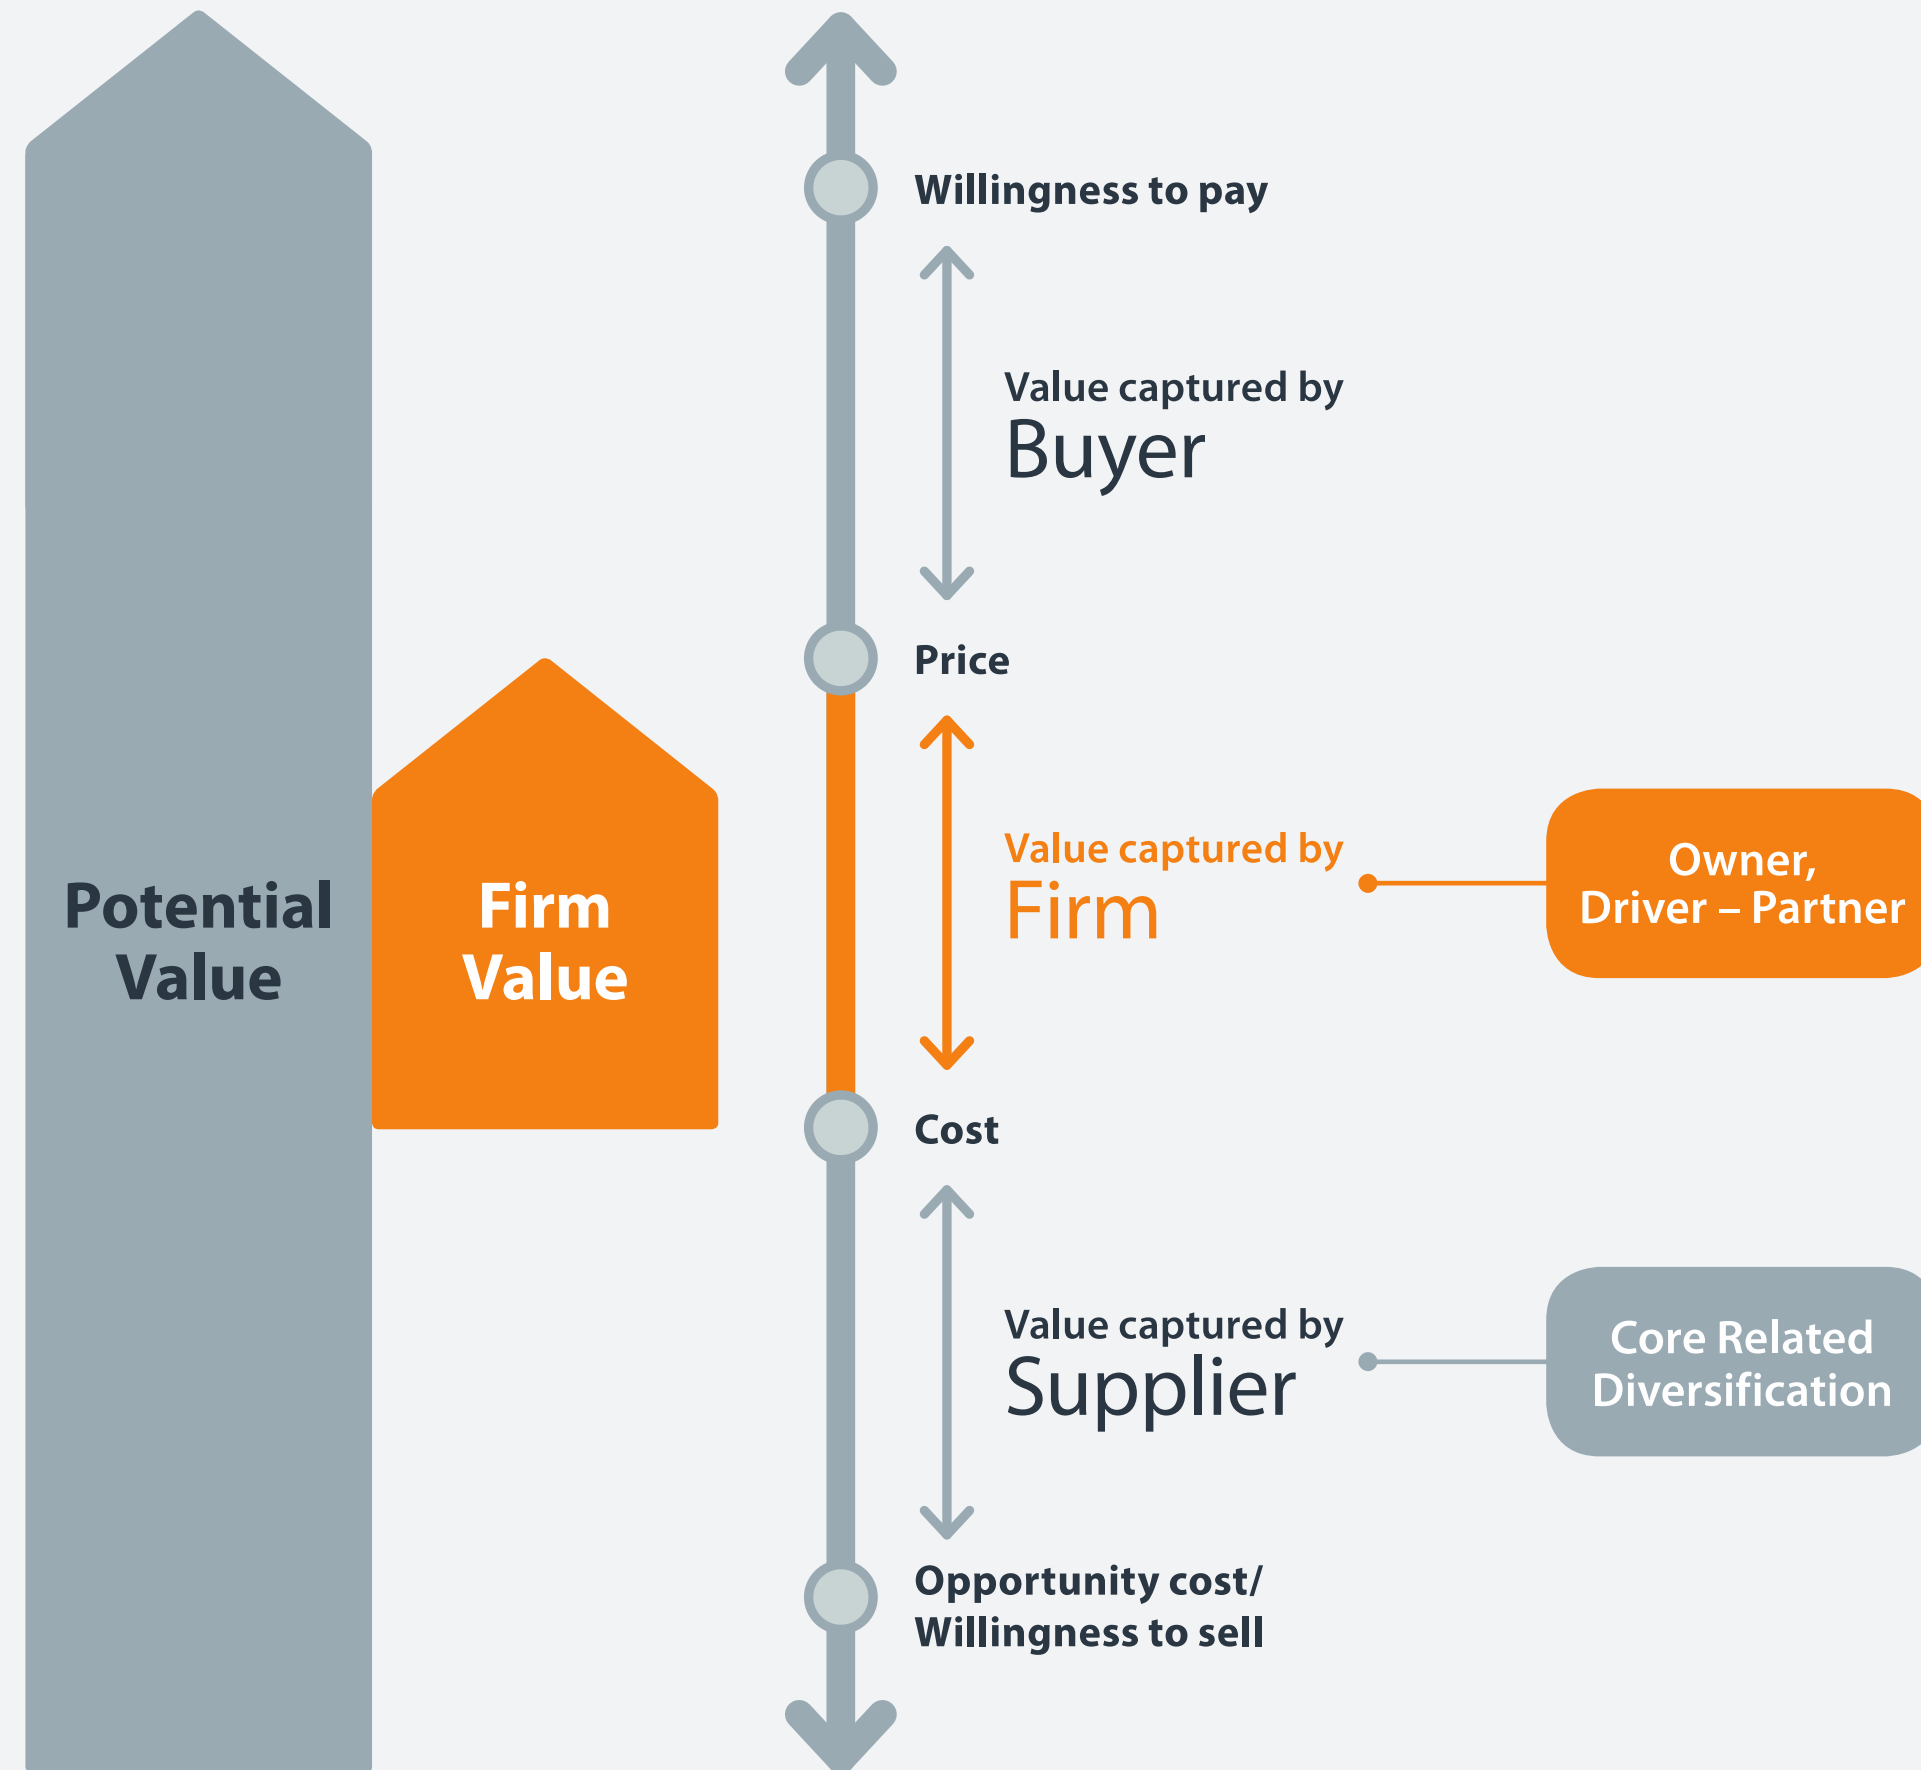 Willingness to pay
Value captured by
Buyer
Price
Potential
Value
Firm
Value
Value captured by
Firm
Owner,
Driver – Partner
Cost
Value captured by
Supplier
Core Related
Diversification
Opportunity cost/
Willingness to sell